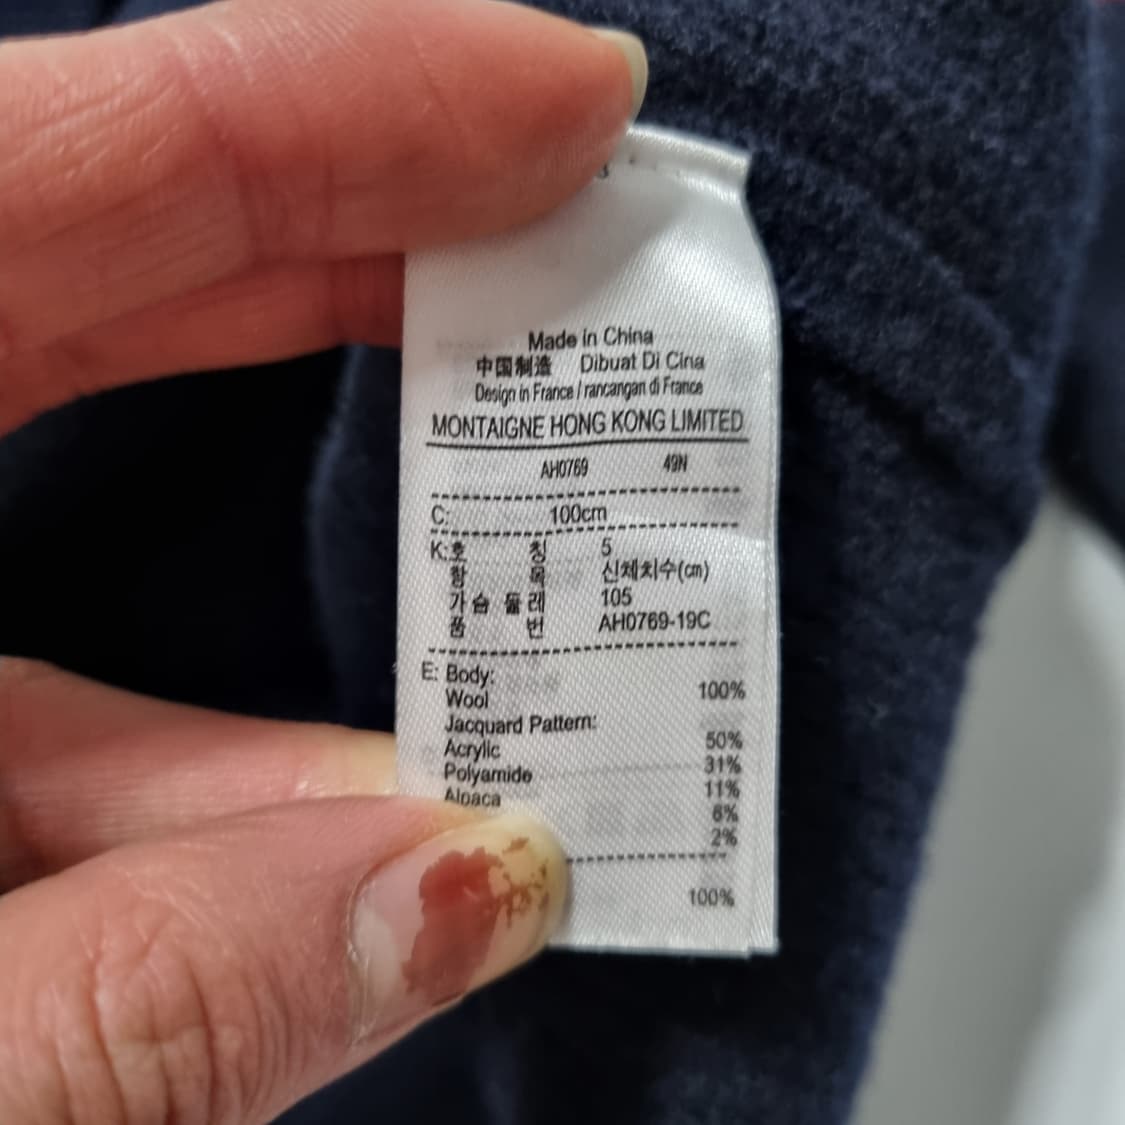 Made in China
中国制造 Dibuat Di Cina
Design in France / rancangan di France
MONTAIGNE HONG KONG LIMITED
AH0769 49N
C: 100cm
K:호 칭 5
항 목 신체치수(cm)
가 슴 둘 레 105
품 번 AH0769-19C
E: Body:
Wool 100%
Jacquard Pattern:
Acrylic 50%
Polyamide 31%
Alpaca 11%
6%
2%
100%